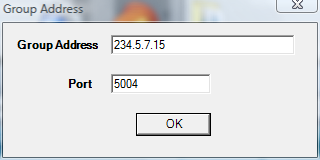 Group Address
Group Address 234.5.7.15
Port 5004
OK